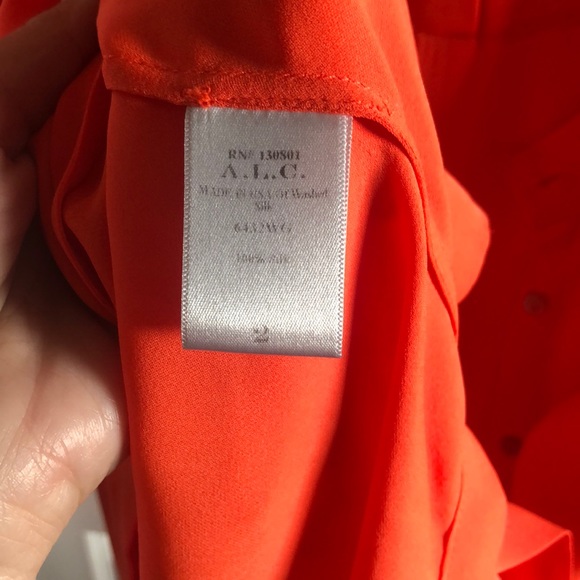 RN# 130801
A.L.C.
MADE IN USA Of Washed
Silk
6432WG
100% Silk
2